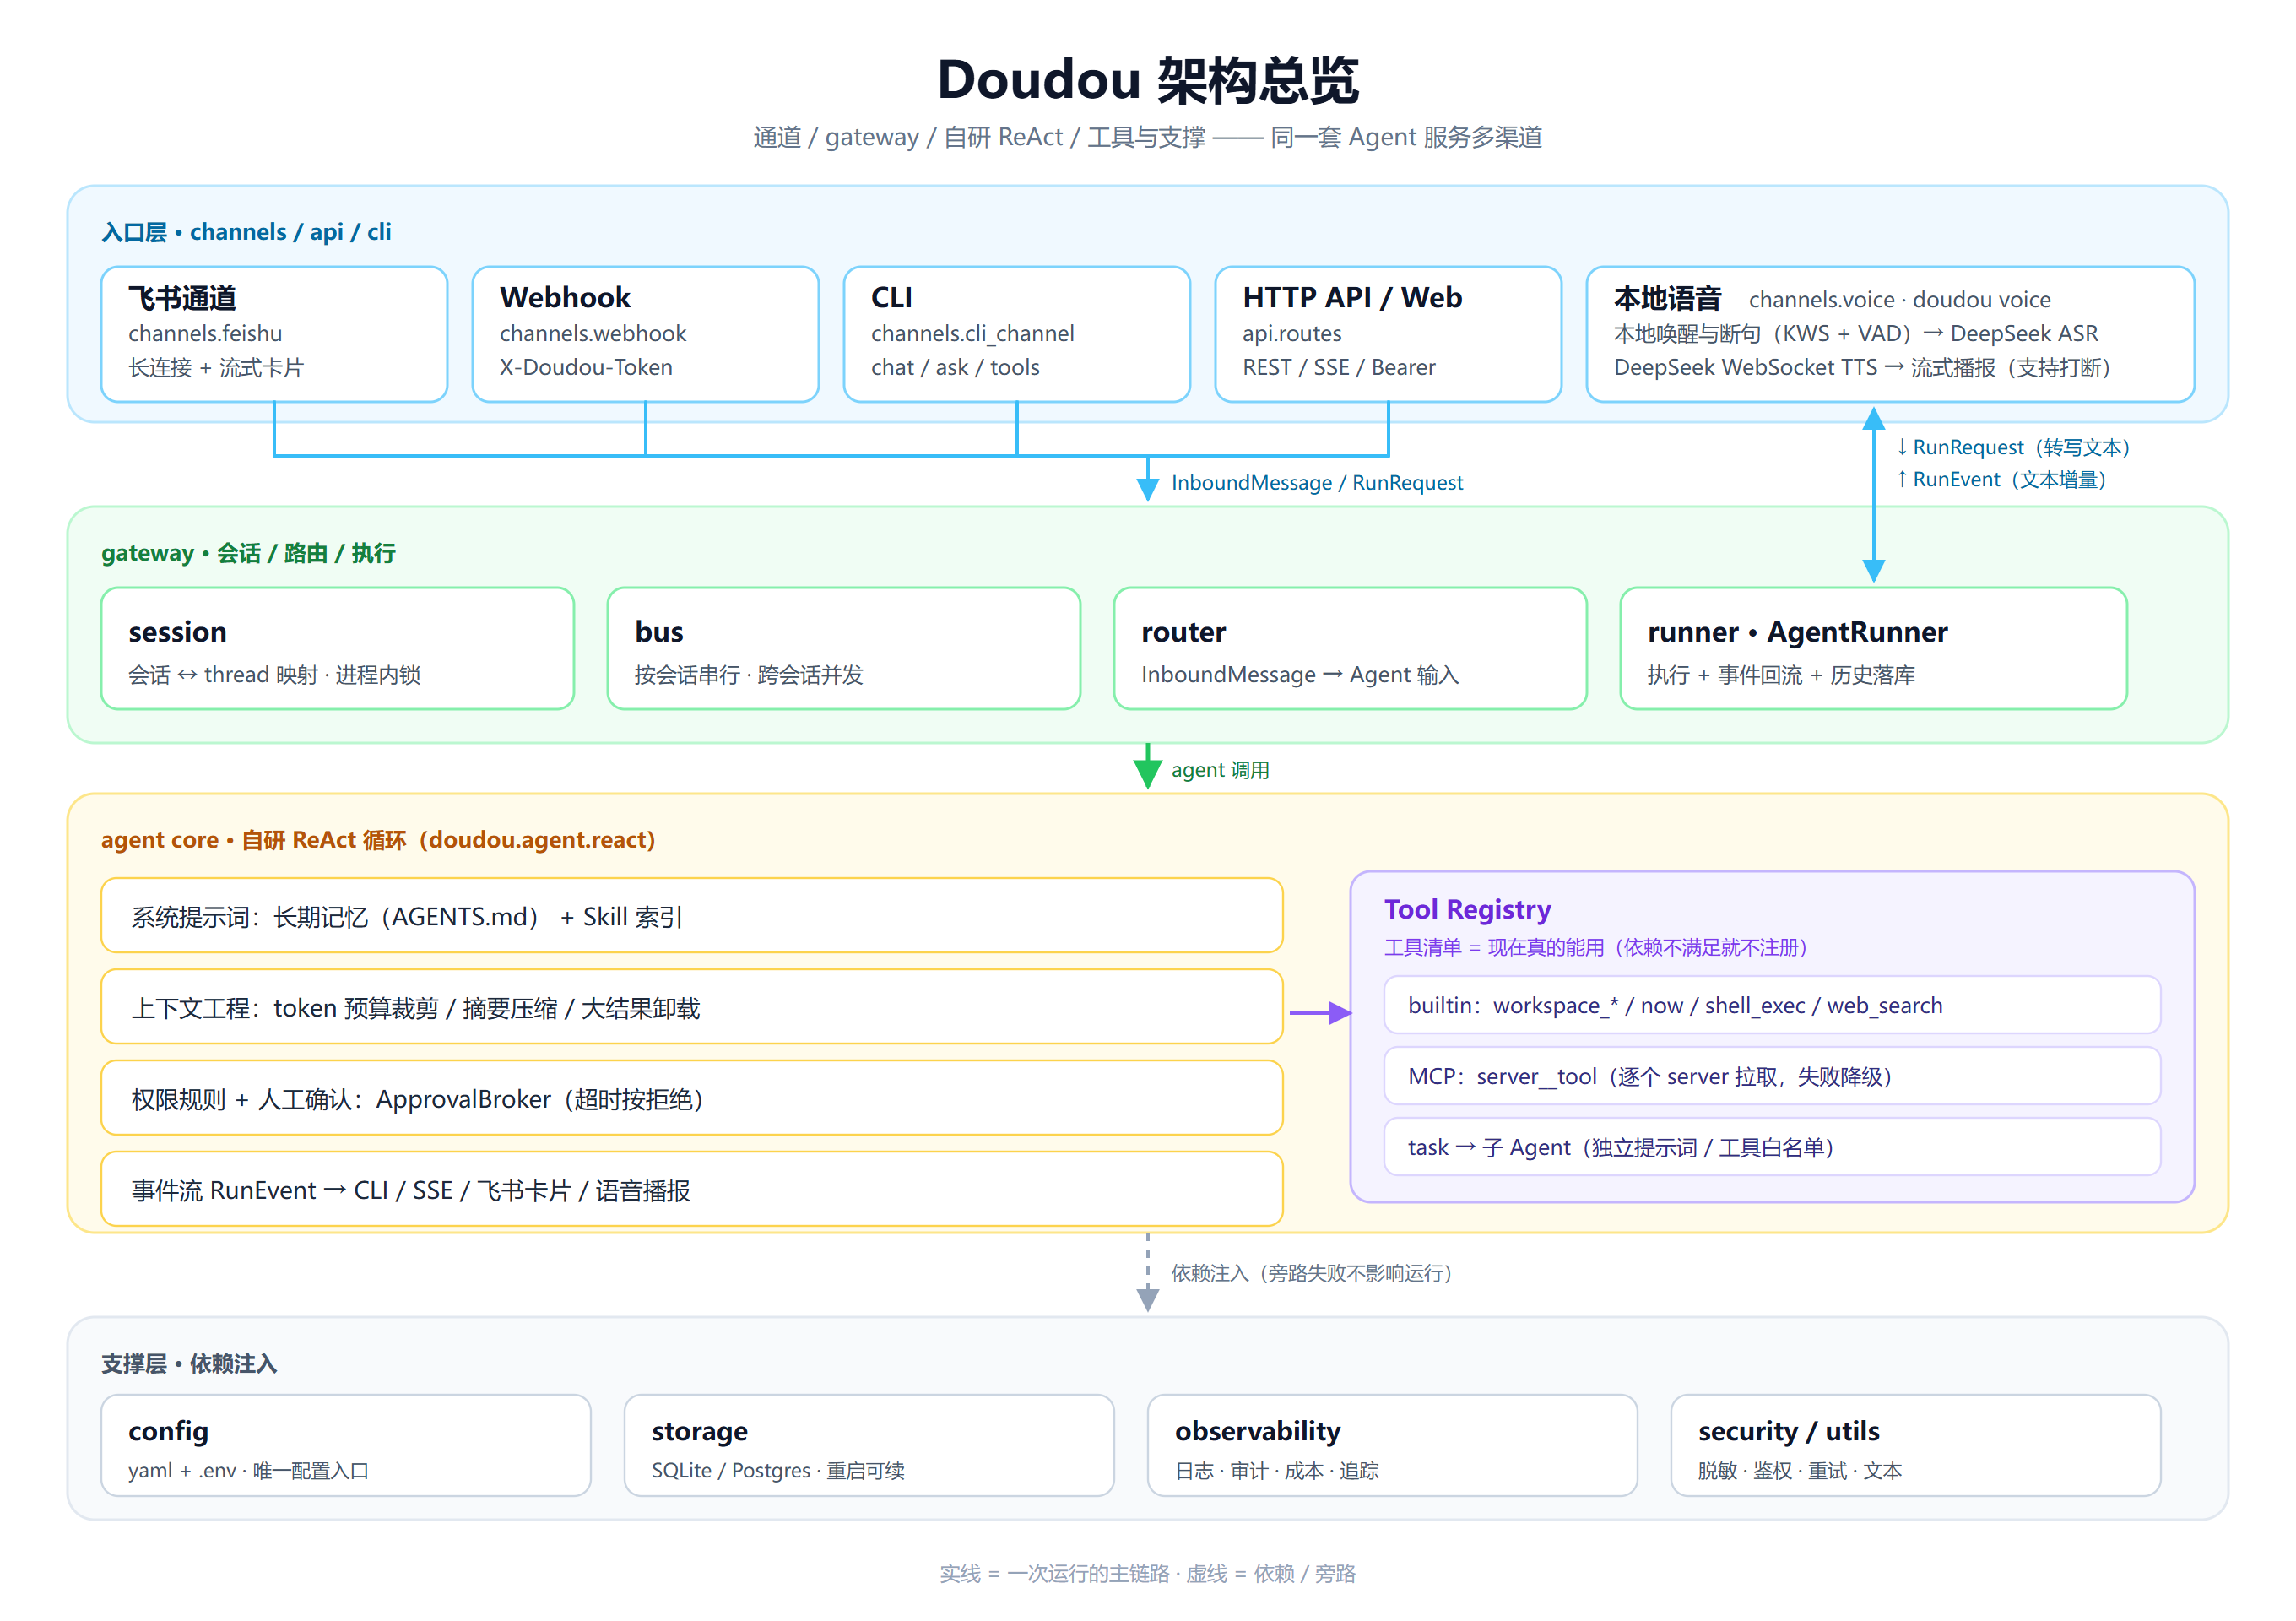 Doudou 架构总览
通道 / gateway / 自研 ReAct / 工具与支撑 —— 同一套 Agent 服务多渠道
入口层 • channels / api / cli
飞书通道
channels.feishu
长连接 + 流式卡片
Webhook
channels.webhook
X-Doudou-Token
CLI
channels.cli_channel
chat / ask / tools
HTTP API / Web
api.routes
REST / SSE / Bearer
本地语音 channels.voice · doudou voice
本地唤醒与断句（KWS + VAD）→ DeepSeek ASR
DeepSeek WebSocket TTS → 流式播报（支持打断）
InboundMessage / RunRequest
↓ RunRequest（转写文本）
↑ RunEvent（文本增量）
gateway • 会话 / 路由 / 执行
session
会话 ↔ thread 映射 · 进程内锁
bus
按会话串行 · 跨会话并发
router
InboundMessage → Agent 输入
runner • AgentRunner
执行 + 事件回流 + 历史落库
agent 调用
agent core • 自研 ReAct 循环（doudou.agent.react）
系统提示词：长期记忆（AGENTS.md） + Skill 索引
上下文工程：token 预算裁剪 / 摘要压缩 / 大结果卸载
权限规则 + 人工确认：ApprovalBroker（超时按拒绝）
事件流 RunEvent → CLI / SSE / 飞书卡片 / 语音播报
Tool Registry
工具清单 = 现在真的能用（依赖不满足就不注册）
builtin：workspace_* / now / shell_exec / web_search
MCP：server__tool（逐个 server 拉取，失败降级）
task → 子 Agent（独立提示词 / 工具白名单）
依赖注入（旁路失败不影响运行）
支撑层 • 依赖注入
config
yaml + .env · 唯一配置入口
storage
SQLite / Postgres · 重启可续
observability
日志 · 审计 · 成本 · 追踪
security / utils
脱敏 · 鉴权 · 重试 · 文本
实线 = 一次运行的主链路 · 虚线 = 依赖 / 旁路